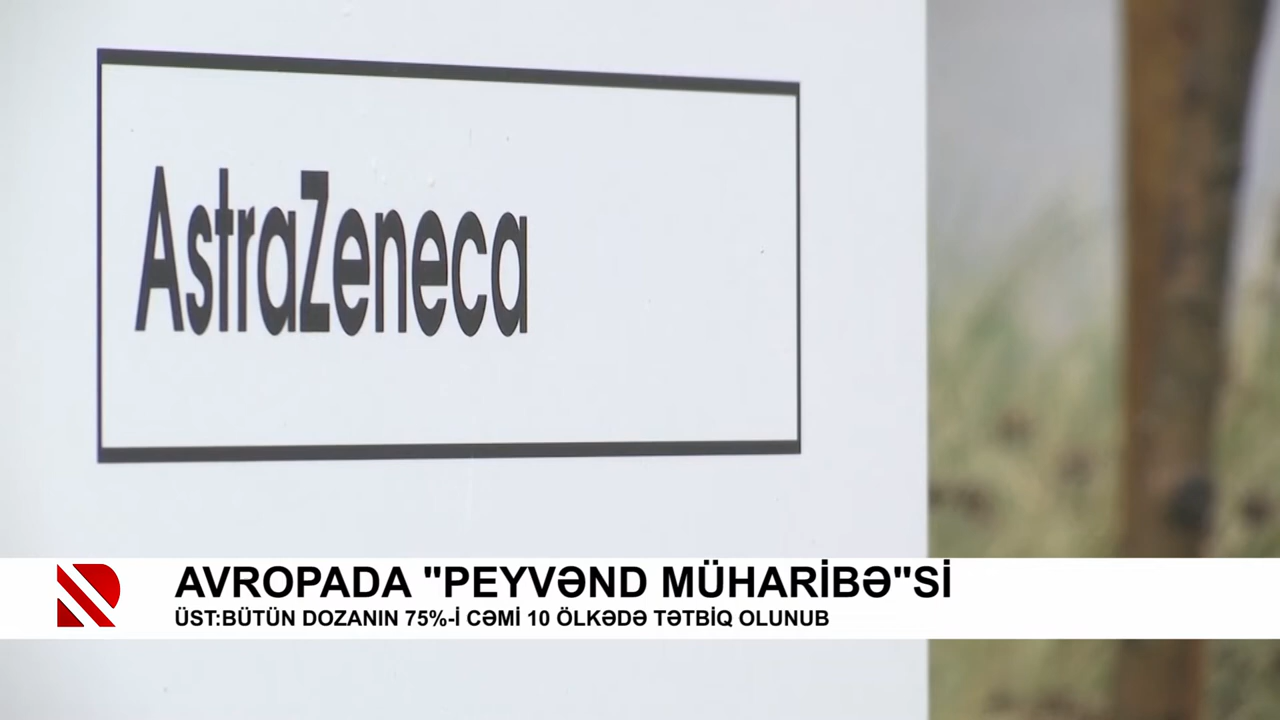 AstraZeneca
AVROPADA "PEYVƏND MÜHARİBƏ"Sİ
ÜST:BÜTÜN DOZANIN 75%-İ CƏMİ 10 ÖLKƏDƏ TƏTBİQ OLUNUB